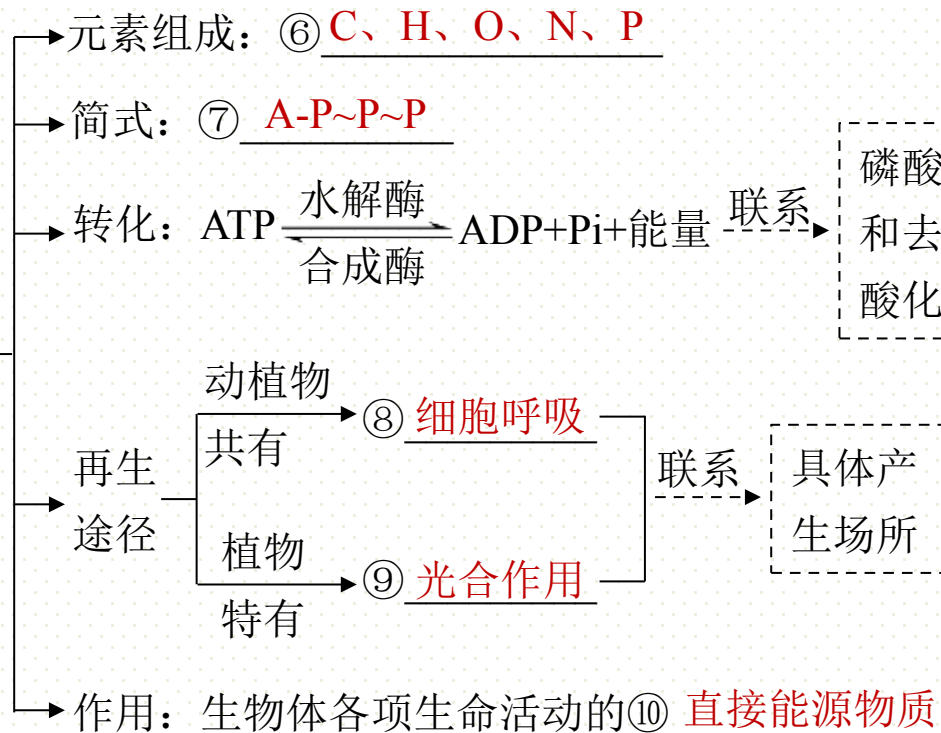 元素组成：⑥C、H、O、N、P
简式：⑦A-P~P~P
转化：ATP 水解酶 合成酶 ADP+Pi+能量 联系
磷酸
和去
酸化
再生
途径
动植物
共有
⑧细胞呼吸
植物
特有
⑨光合作用
联系
具体产
生场所
作用：生物体各项生命活动的⑩直接能源物质